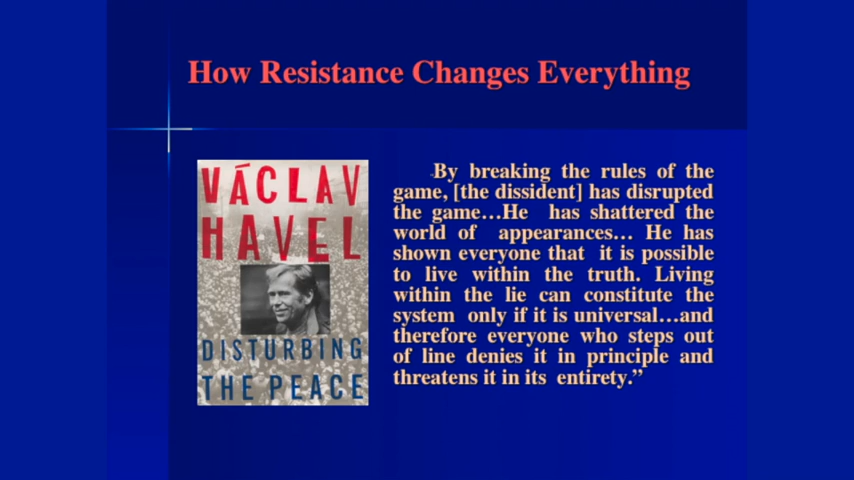 How Resistance Changes Everything
VÁCLAV
HAVEL
DISTURBING
THE PEACE
By breaking the rules of the
game, [the dissident] has disrupted
the game…He has shattered the
world of appearances… He has
shown everyone that it is possible
to live within the truth. Living
within the lie can constitute the
system only if it is universal…and
therefore everyone who steps out
of line denies it in principle and
threatens it in its entirety.”